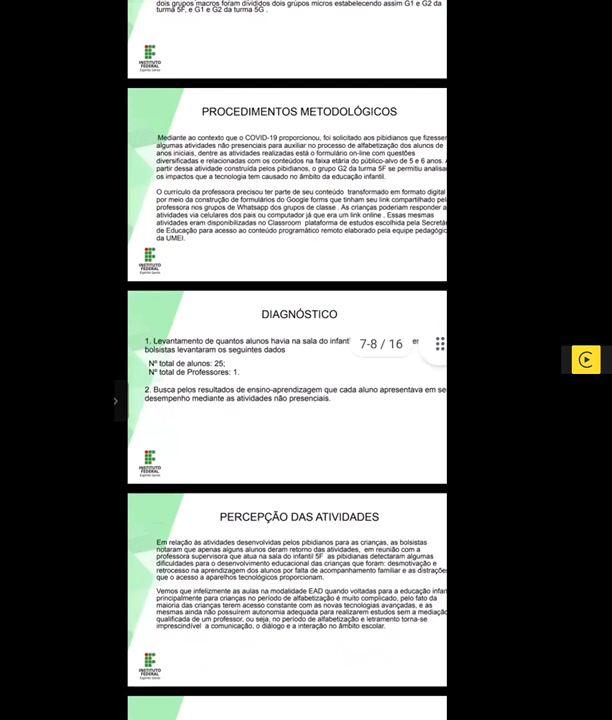 dois grupos macros foram divididos dois grupos micros estabelecendo assim G1 e G2 da
turma 5F, e G1 e G2 da turma 5G .
INSTITUTO
FEDERAL
Espírito Santo
PROCEDIMENTOS METODOLÓGICOS
Mediante ao contexto que o COVID-19 proporcionou, foi solicitado aos pibidianos que fizesse
algumas atividades não presenciais para auxiliar no processo de alfabetização dos alunos de
anos iniciais, dentre as atividades realizadas está o formulário on-line com questões
diversificadas e relacionadas com os conteúdos na faixa etária do público-alvo de 5 e 6 anos.
partir dessa atividade construída pelos pibidianos, o grupo G2 da turma 5F se permitiu analisa
os impactos que a tecnologia tem causado no âmbito da educação infantil.
O currículo da professora precisou ter parte de seu conteúdo transformado em formato digital
por meio da construção de formulários do Google forms que tinham seu link compartilhado pel
professora nos grupos de Whatsapp dos grupos de classe . As crianças poderiam responder a
atividades via celulares dos pais ou computador já que era um link online . Essas mesmas
atividades eram disponibilizadas no Classroom plataforma de estudos escolhida pela Secretá
de Educação para acesso ao conteúdo programático remoto elaborado pela equipe pedagógic
da UMEI.
INSTITUTO
FEDERAL
Espírito Santo
DIAGNÓSTICO
1. Levantamento de quantos alunos havia na sala do infant
7-8 / 16
bolsistas levantaram os seguintes dados
Nº total de alunos: 25;
Nº total de Professores: 1.
2. Busca pelos resultados de ensino-aprendizagem que cada aluno apresentava em se
desempenho mediante as atividades não presenciais.
INSTITUTO
FEDERAL
Espírito Santo
PERCEPÇÃO DAS ATIVIDADES
Em relação às atividades desenvolvidas pelos pibidianos para as crianças, as bolsistas
notaram que apenas alguns alunos deram retorno das atividades, em reunião com a
professora supervisora que atua na sala do infantil 5F as pibidianas detectaram algumas
dificuldades para o desenvolvimento educacional das crianças que foram: desmotivação e
retrocesso na aprendizagem dos alunos por falta de acompanhamento familiar e as distraçõe
que o acesso a aparelhos tecnológicos proporcionam.
Vemos que infelizmente as aulas na modalidade EAD quando voltadas para a educação infan
principalmente para crianças no período de alfabetização é muito complicado, pelo fato da
maioria das crianças terem acesso constante com as novas tecnologias avançadas, e as
mesmas ainda não possuírem autonomia adequada para realizarem estudos sem a mediaçã
qualificada de um professor, ou seja, no período de alfabetização e letramento torna-se
imprescindível a comunicação, o diálogo e a interação no âmbito escolar.
INSTITUTO
FEDERAL
Espírito Santo